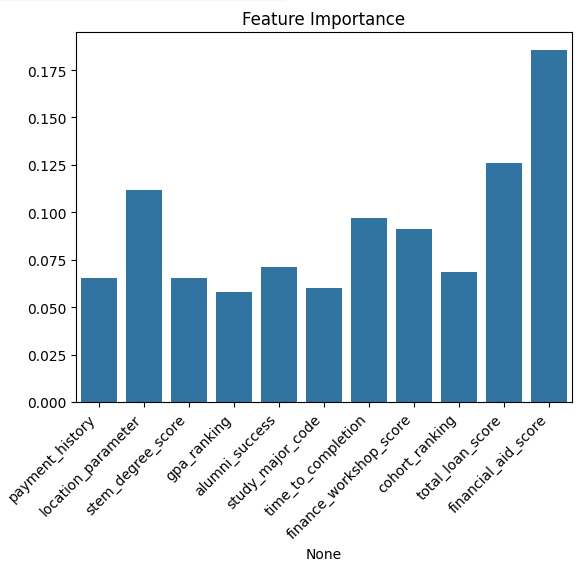 Feature Importance
0.175
0.150
0.125
0.100
0.075
0.050
0.025
0.000
payment_history
location_parameter
stem_degree_score
gpa_ranking
alumni_success
study_major_code
time_to_completion
finance_workshop_score
cohort_ranking
total_loan_score
financial_aid_score
None